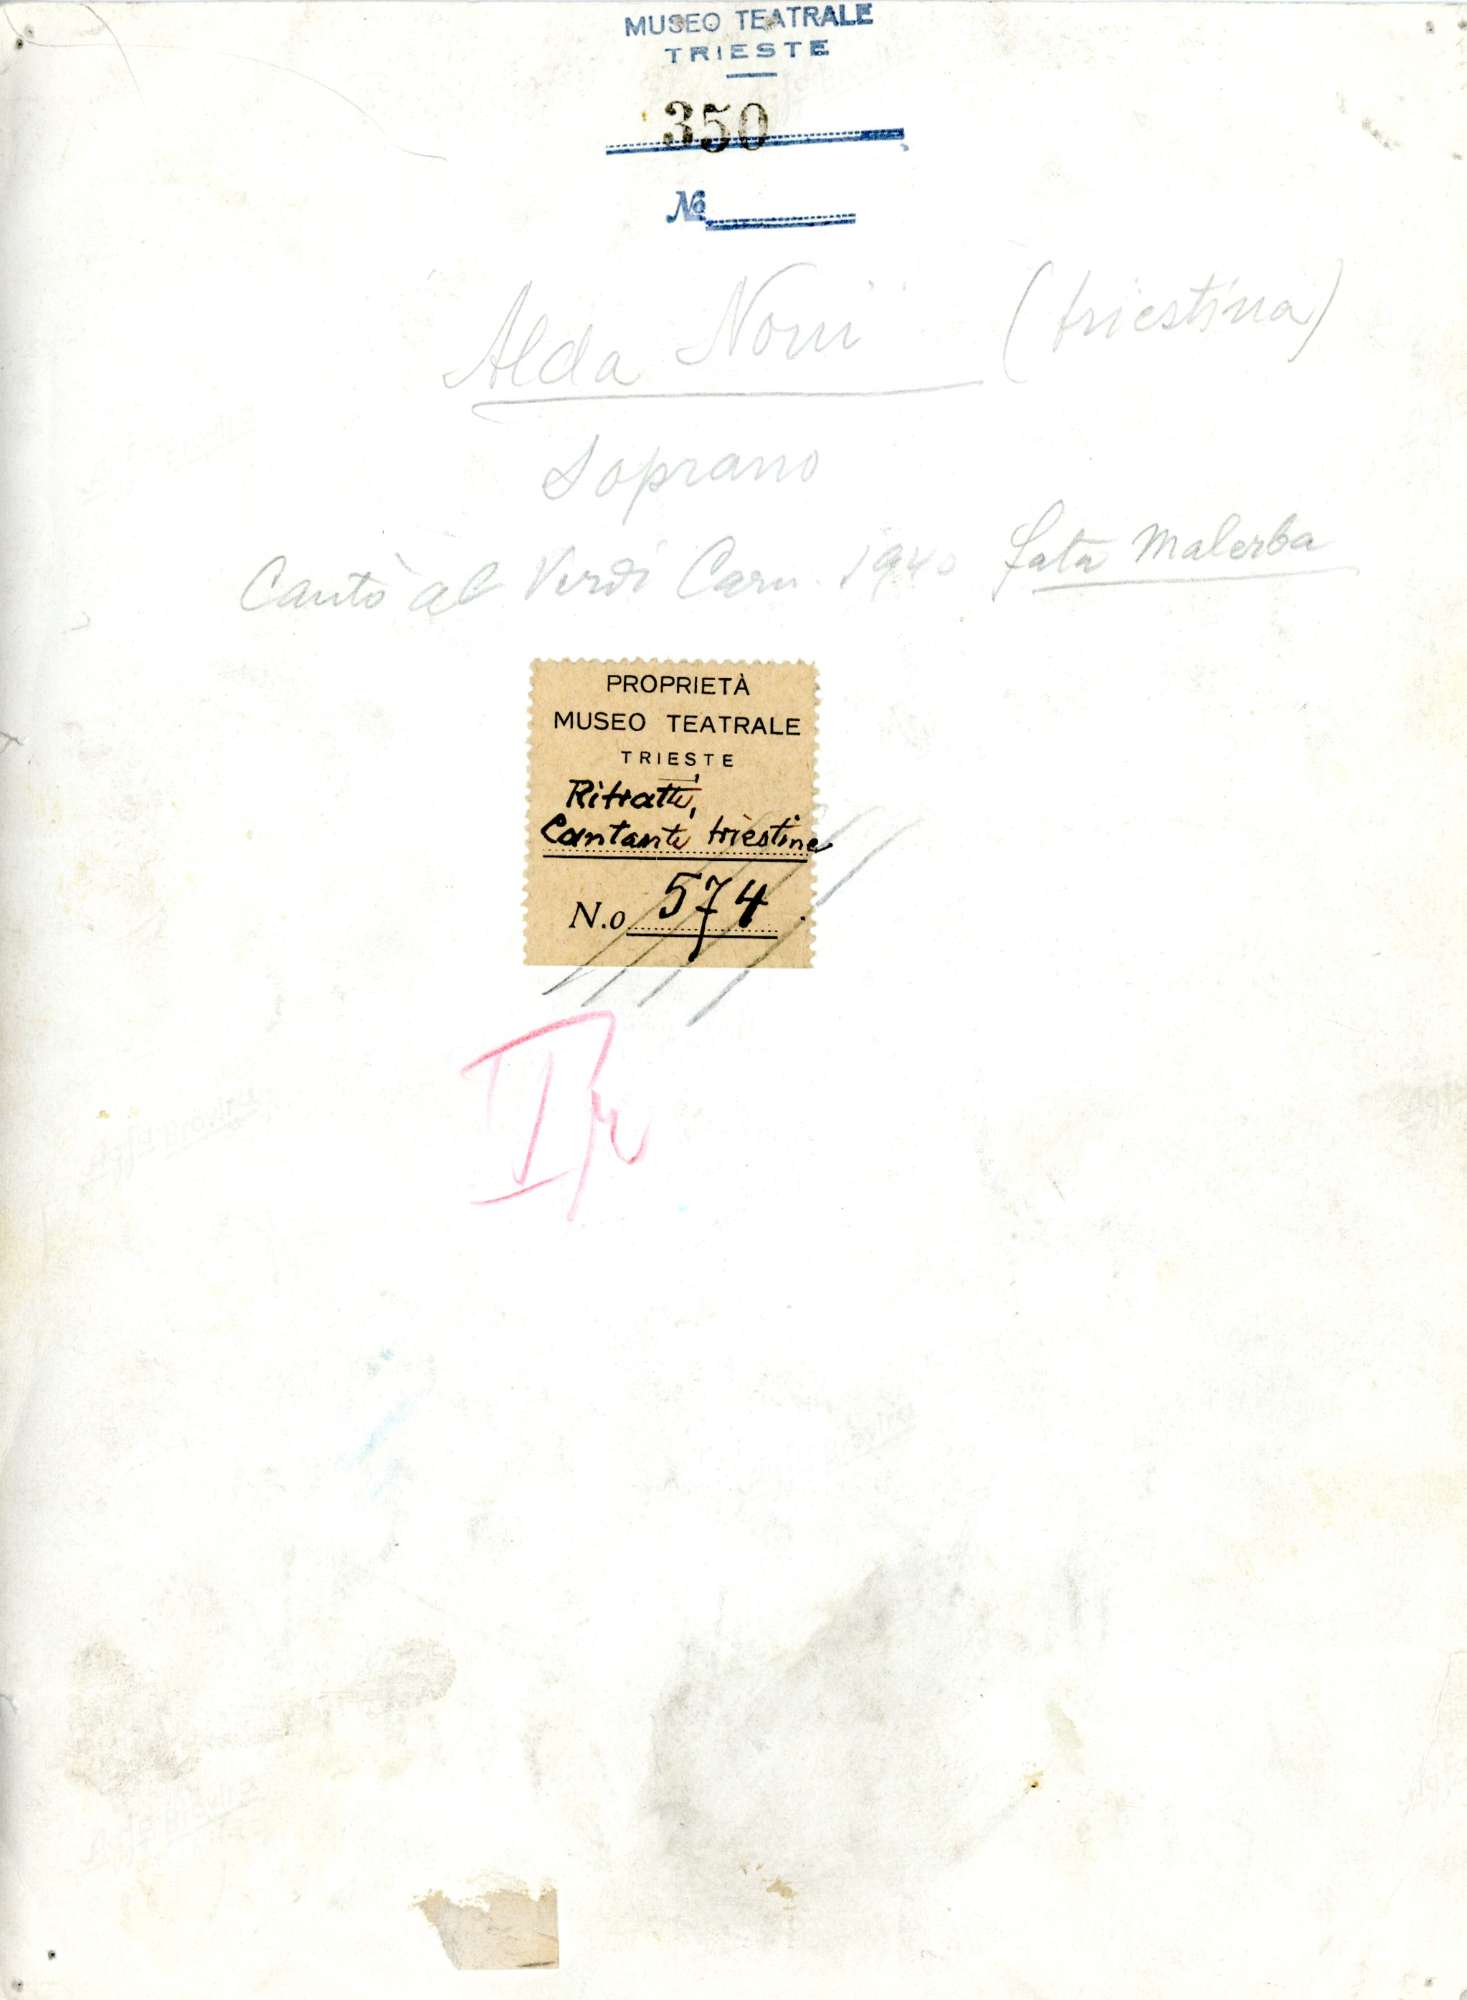 MUSEO TEATRALE
TRIESTE
350
No
Alda Noni (triestina)
Soprano
Cantò al Verdi Carn. 1940 Fata Malerba
PROPRIETÀ
MUSEO TEATRALE
TRIESTE
Ritratti,
Cantanti triestine
N.o 574